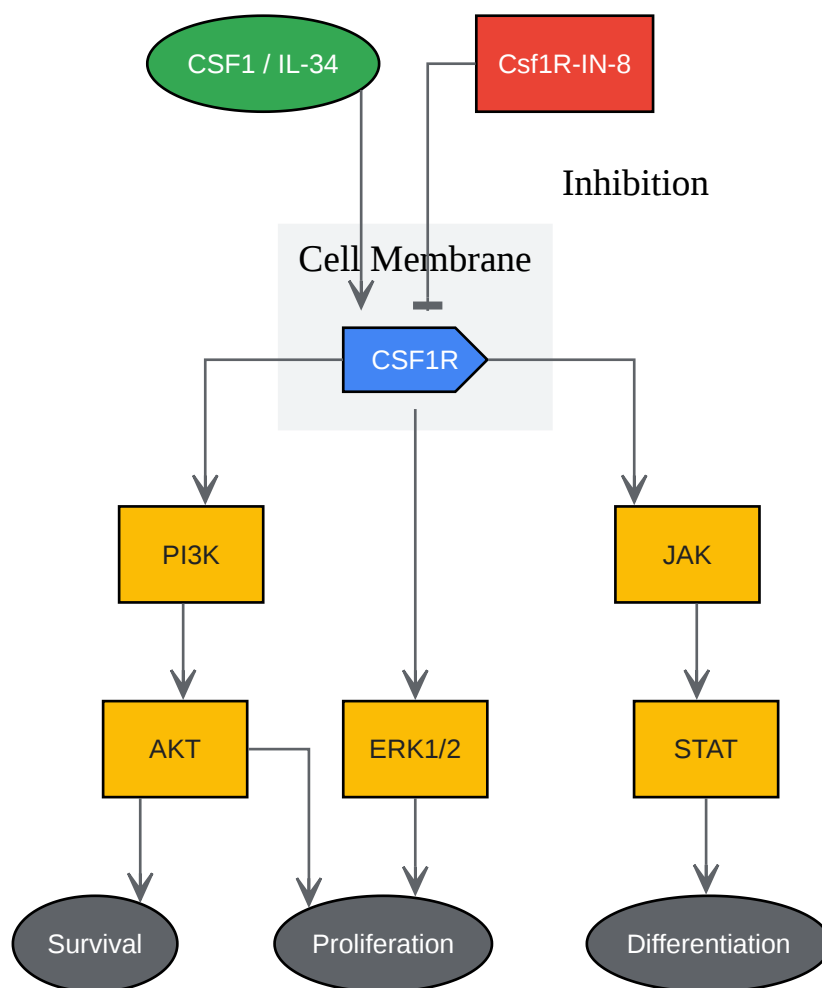 CSF1 / IL-34
Csf1R-IN-8
Inhibition
Cell Membrane
CSF1R
PI3K
JAK
AKT
ERK1/2
STAT
Survival
Proliferation
Differentiation